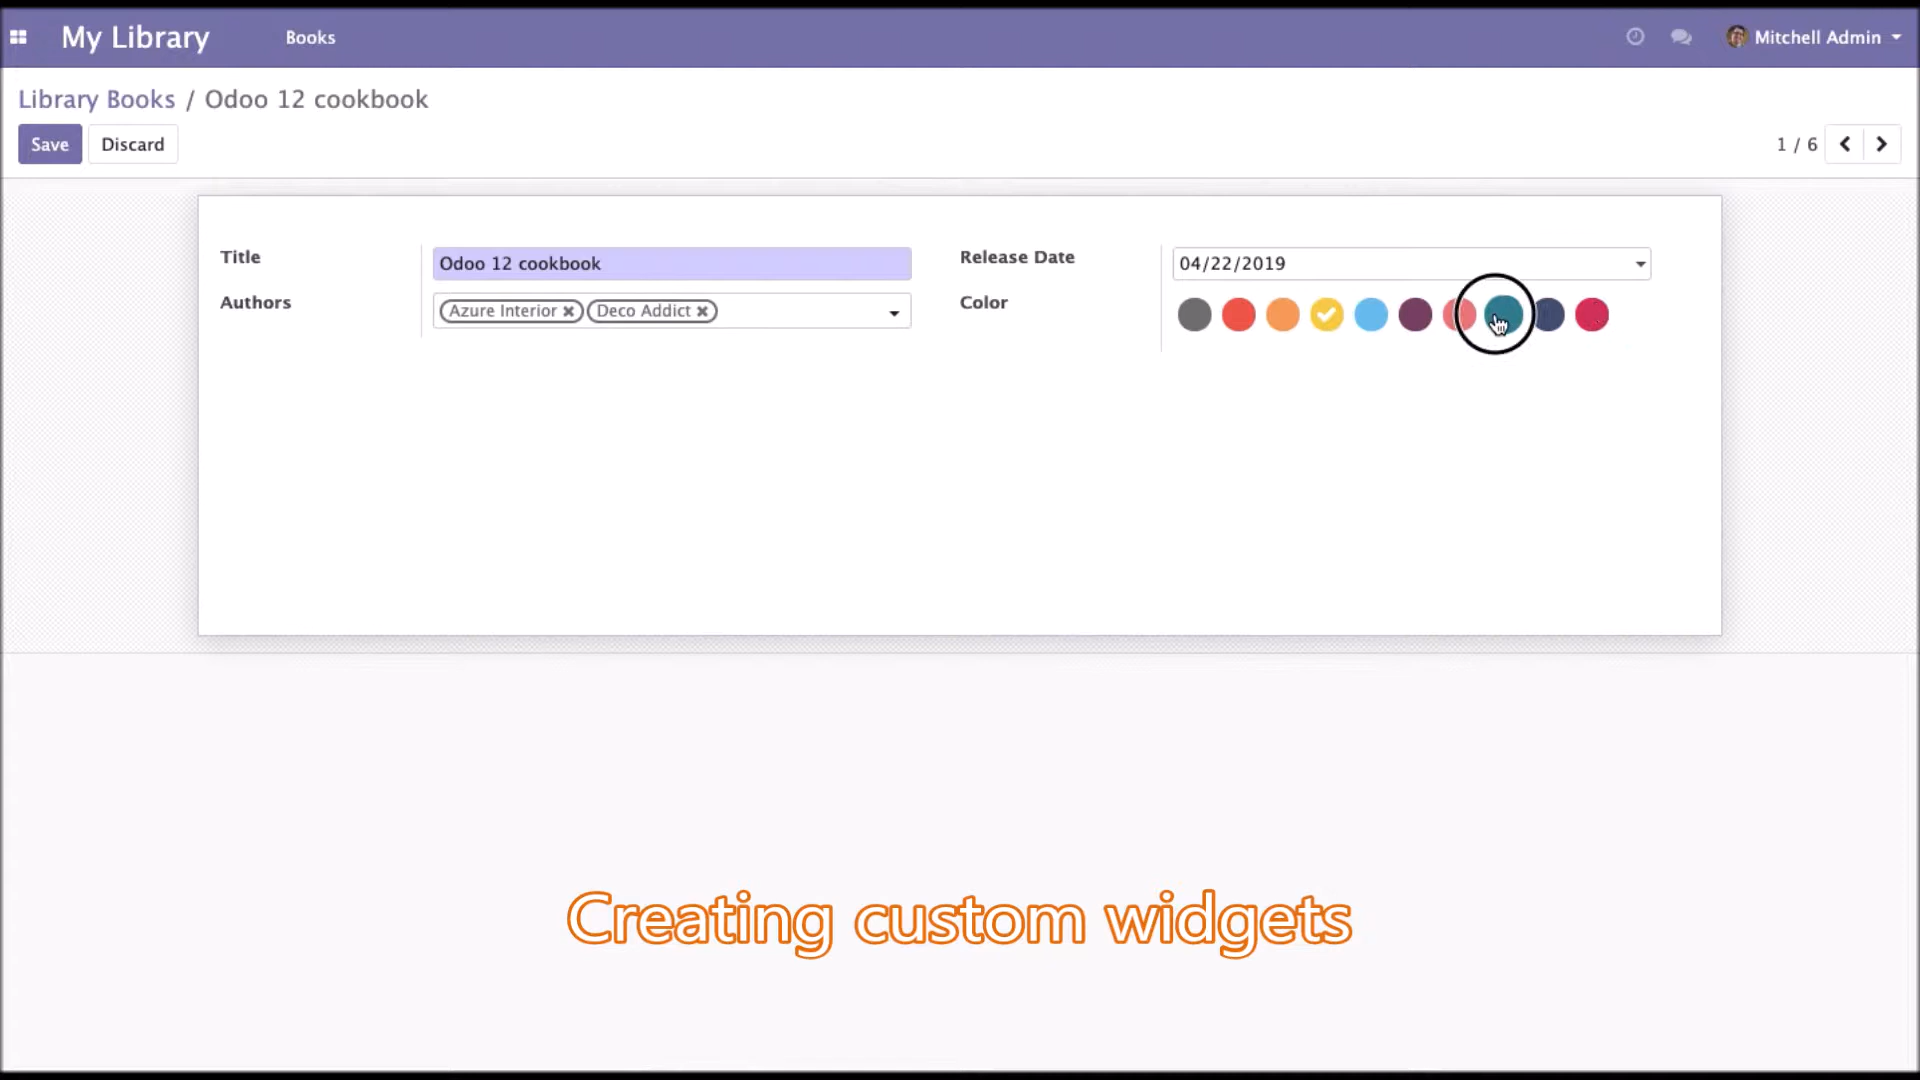 My Library
Books
Mitchell Admin
Library Books / Odoo 12 cookbook
Save
Discard
1 / 6
Title
Odoo 12 cookbook
Release Date
04/22/2019
Authors
Azure Interior
Deco Addict
Color
Creating custom widgets